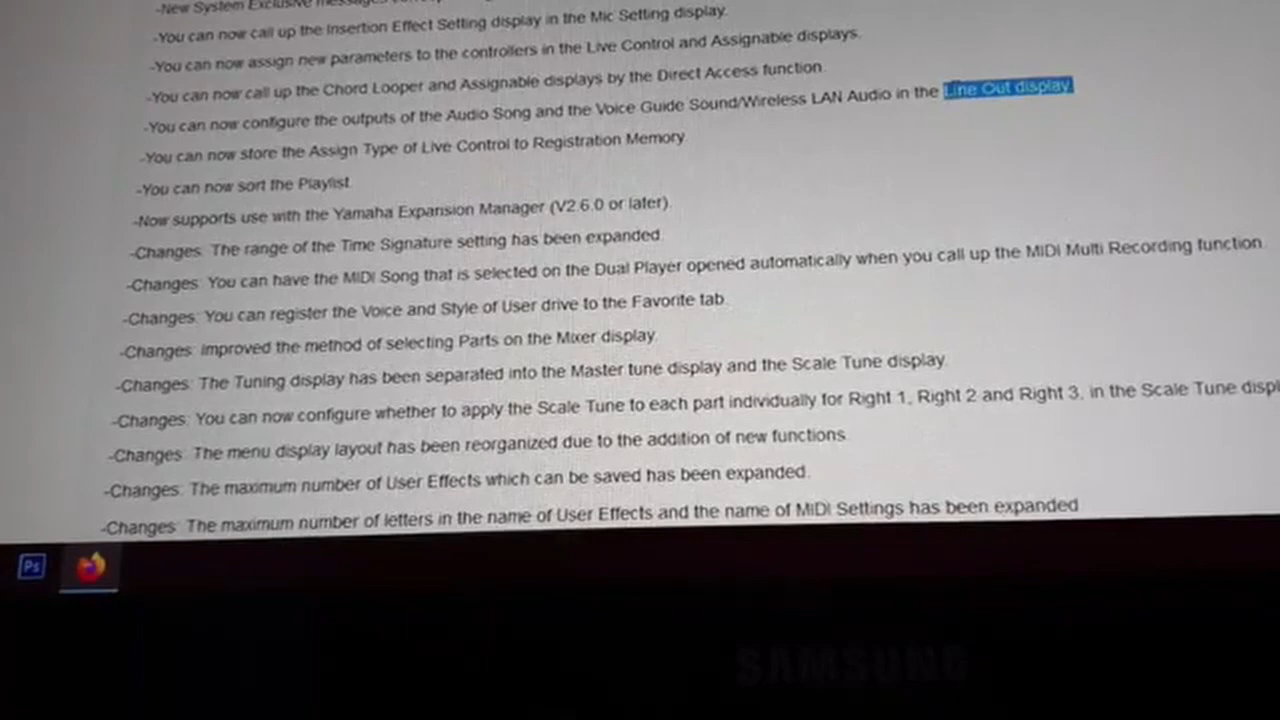 -New System Exclusive messages
-You can now call up the Insertion Effect Setting display in the Mic Setting display.
-You can now assign new parameters to the controllers in the Live Control and Assignable displays.
-You can now call up the Chord Looper and Assignable displays by the Direct Access function.
-You can now configure the outputs of the Audio Song and the Voice Guide Sound/Wireless LAN Audio in the Line Out display.
-You can now store the Assign Type of Live Control to Registration Memory.
-You can now sort the Playlist.
-Now supports use with the Yamaha Expansion Manager (V2.6.0 or later).
-Changes: The range of the Time Signature setting has been expanded.
-Changes: You can have the MIDI Song that is selected on the Dual Player opened automatically when you call up the MIDI Multi Recording function.
-Changes: You can register the Voice and Style of User drive to the Favorite tab.
-Changes: Improved the method of selecting Parts on the Mixer display.
-Changes: The Tuning display has been separated into the Master tune display and the Scale Tune display.
-Changes: You can now configure whether to apply the Scale Tune to each part individually for Right 1, Right 2 and Right 3, in the Scale Tune displ
-Changes: The menu display layout has been reorganized due to the addition of new functions.
-Changes: The maximum number of User Effects which can be saved has been expanded.
-Changes: The maximum number of letters in the name of User Effects and the name of MIDI Settings has been expanded
Ps
SAMSUNG